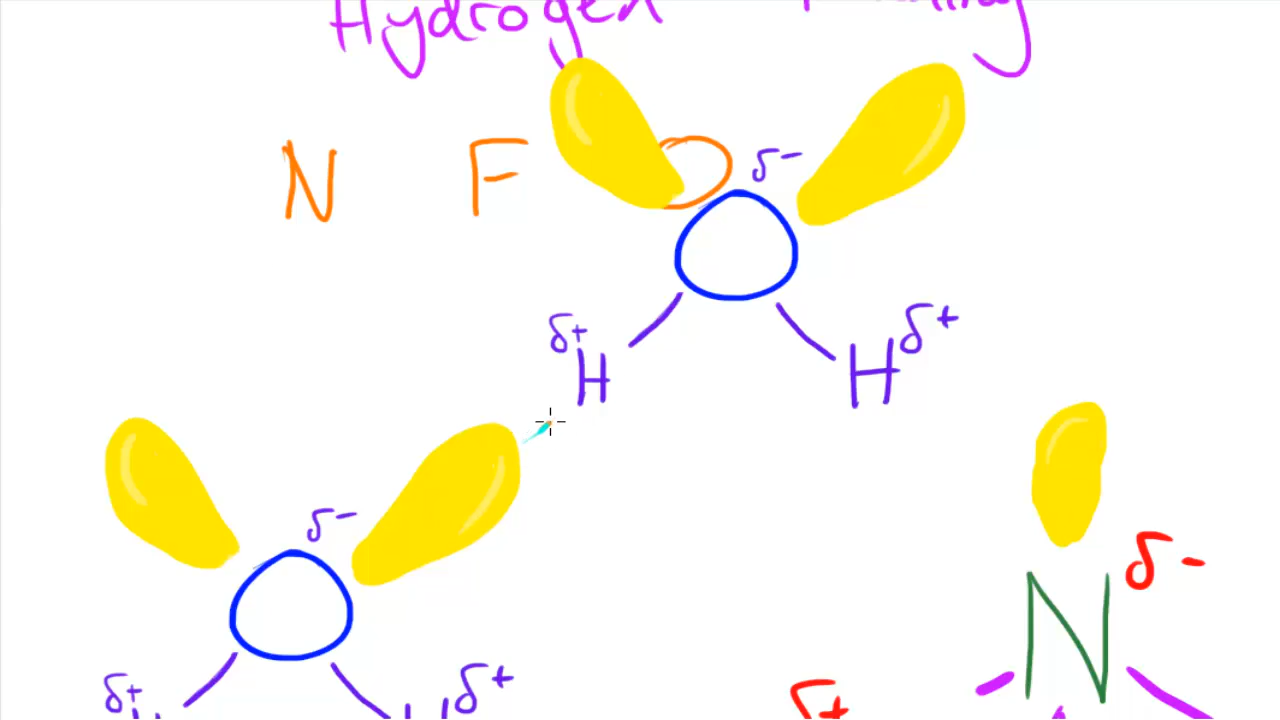 Hydrogen
N F O
δ-
δ+ H H δ+
δ-
δ-
N
δ+ δ+
δ+